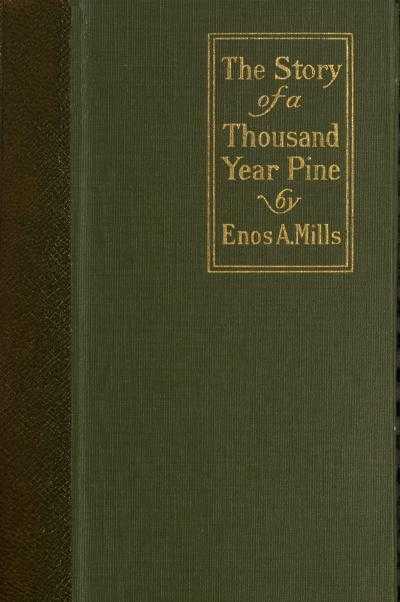 The Story
of a
Thousand
Year Pine
by
Enos A. Mills